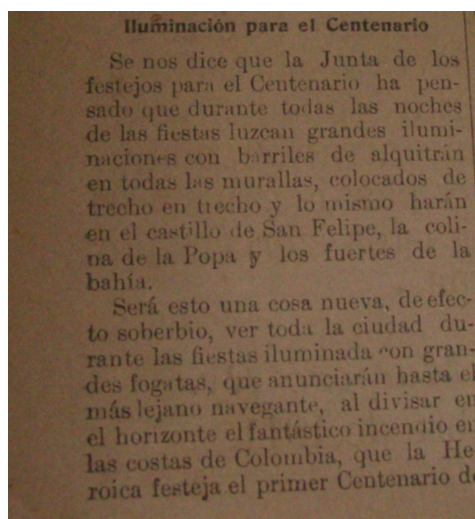 Iluminación para el Centenario
Se nos dice que la Junta de los
festejos para el Centenario ha pen-
sado que durante todas las noches
de las fiestas luzcan grandes ilumi-
naciones con barriles de alquitrán
en todas las murallas, colocados de
trecho en trecho y lo mismo harán
en el castillo de San Felipe, la coli-
na de la Popa y los fuertes de la
bahía.
Será esto una cosa nueva, de efec-
to soberbio, ver toda la ciudad du-
rante las fiestas iluminada con gran-
des fogatas, que anunciarán hasta el
más lejano navegante, al divisar en
el horizonte el fantástico incendio en
las costas de Colombia, que la He-
roica festeja el primer Centenario de